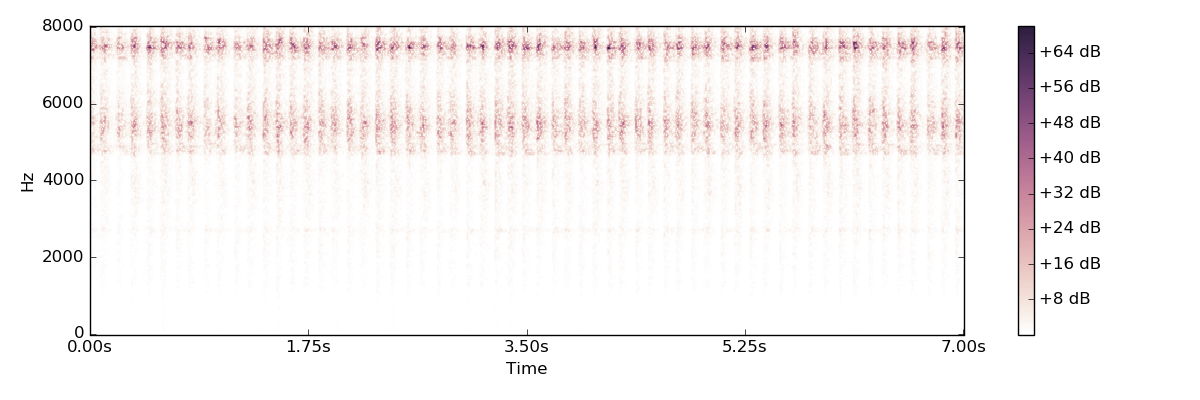 8000
6000
4000
2000
0
Hz
0.00s 1.75s 3.50s 5.25s 7.00s
Time
+64 dB
+56 dB
+48 dB
+40 dB
+32 dB
+24 dB
+16 dB
+8 dB